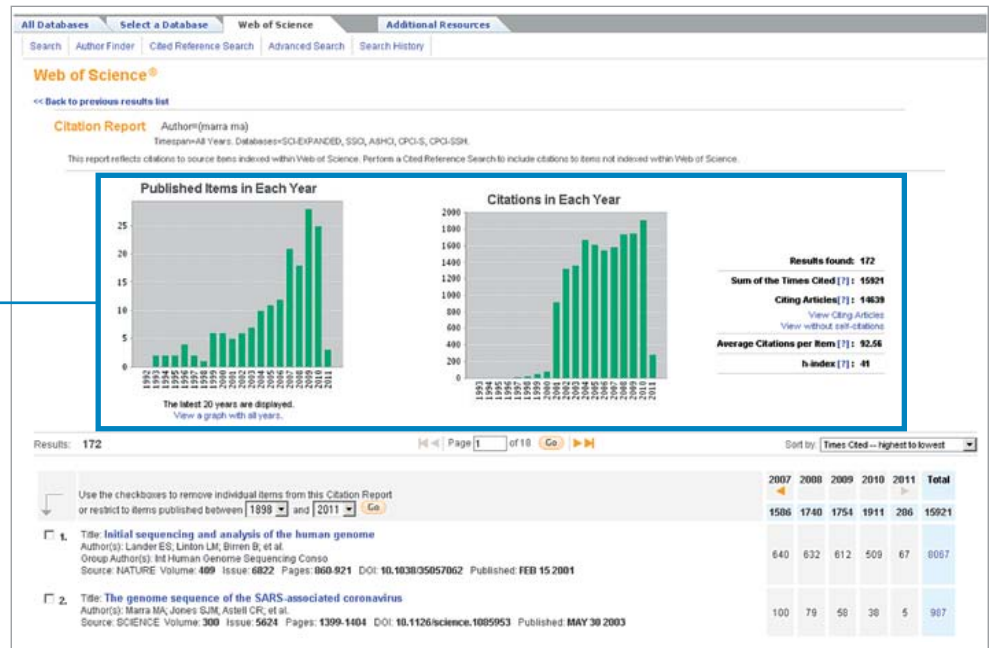 All Databases Select a Database Web of Science Additional Resources
Search Author Finder Cited Reference Search Advanced Search Search History
Web of Science®
<< Back to previous results list
Citation Report Author=(marra ma)
Timespan=All Years. Databases=SCI-EXPANDED, SSCI, A&HCI, CPCI-S, CPCI-SSH.
This report reflects citations to source items indexed within Web of Science. Perform a Cited Reference Search to include citations to items not indexed within Web of Science.
Published Items in Each Year
25
20
15
10
5
0
1992 1993 1994 1995 1996 1997 1998 1999 2000 2001 2002 2003 2004 2005 2006 2007 2008 2009 2010 2011
The latest 20 years are displayed.
View a graph with all years.
Citations in Each Year
2000
1800
1600
1400
1200
1000
800
600
400
200
0
1993 1994 1995 1996 1997 1998 1999 2000 2001 2002 2003 2004 2005 2006 2007 2008 2009 2010 2011
Results found: 172
Sum of the Times Cited [?] : 15921
Citing Articles [?] : 14639
View Citing Articles
View without self-citations
Average Citations per Item [?] : 92.56
h-index [?] : 41
Results: 172 Page 1 of 18 Go Sort by: Times Cited -- highest to lowest
2007 2008 2009 2010 2011 Total
Use the checkboxes to remove individual items from this Citation Report
or restrict to items published between 1898 and 2011 Go
1586 1740 1754 1911 286 15921
1. Title: Initial sequencing and analysis of the human genome
Author(s): Lander ES; Linton LM; Birren B; et al.
Group Author(s): Int Human Genome Sequencing Conso
Source: NATURE Volume: 409 Issue: 6822 Pages: 860-921 DOI: 10.1038/35057062 Published: FEB 15 2001
640 632 612 509 67 8067
2. Title: The genome sequence of the SARS-associated coronavirus
Author(s): Marra MA; Jones SJM; Astell CR; et al.
Source: SCIENCE Volume: 300 Issue: 5624 Pages: 1399-1404 DOI: 10.1126/science.1085953 Published: MAY 30 2003
100 79 58 38 5 987